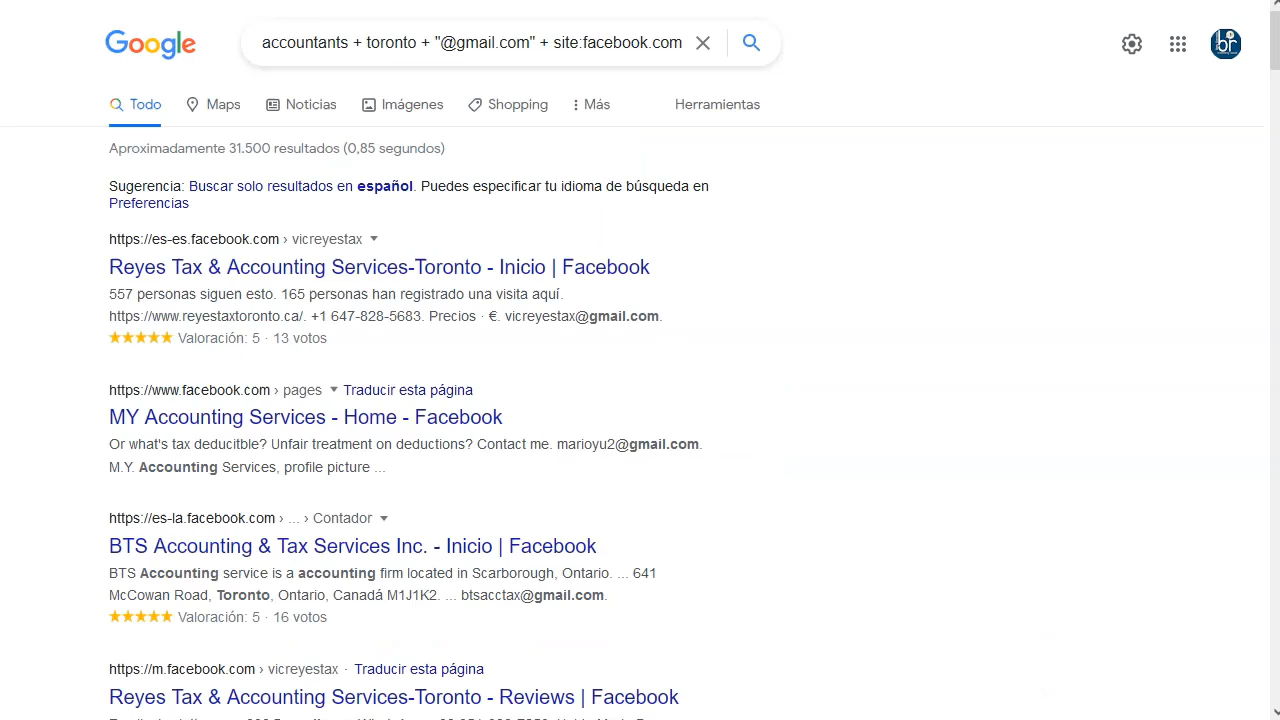 Google
accountants + toronto + "@gmail.com" + site:facebook.com
br
Todo Maps Noticias Imágenes Shopping Más Herramientas
Aproximadamente 31.500 resultados (0,85 segundos)
Sugerencia: Buscar solo resultados en español. Puedes especificar tu idioma de búsqueda en
Preferencias
https://es-es.facebook.com › vicreyestax
Reyes Tax & Accounting Services-Toronto - Inicio | Facebook
557 personas siguen esto. 165 personas han registrado una visita aquí.
https://www.reyestaxtoronto.ca/. +1 647-828-5683. Precios · €. vicreyestax@gmail.com.
Valoración: 5 · 13 votos
https://www.facebook.com › pages Traducir esta página
MY Accounting Services - Home - Facebook
Or what's tax deducitble? Unfair treatment on deductions? Contact me. marioyu2@gmail.com.
M.Y. Accounting Services, profile picture ...
https://es-la.facebook.com › ... › Contador
BTS Accounting & Tax Services Inc. - Inicio | Facebook
BTS Accounting service is a accounting firm located in Scarborough, Ontario. ... 641
McCowan Road, Toronto, Ontario, Canadá M1J1K2. ... btsacctax@gmail.com.
Valoración: 5 · 16 votos
https://m.facebook.com › vicreyestax · Traducir esta página
Reyes Tax & Accounting Services-Toronto - Reviews | Facebook